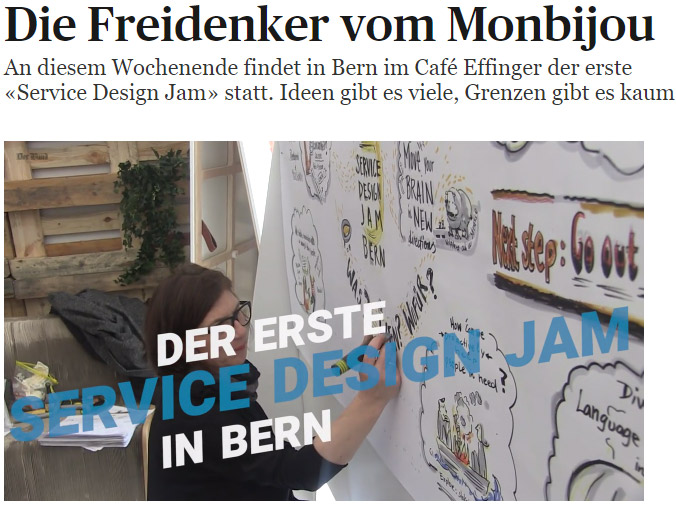 Die Freidenker vom Monbijou
An diesem Wochenende findet in Bern im Café Effinger der erste
«Service Design Jam» statt. Ideen gibt es viele, Grenzen gibt es kaum
DER ERSTE
SERVICE DESIGN JAM
IN BERN
SERVICE
DESIGN
JAM
BERN
Move your
BRAIN
in NEW
directions
Next step: Go out
HOW
need?
Language